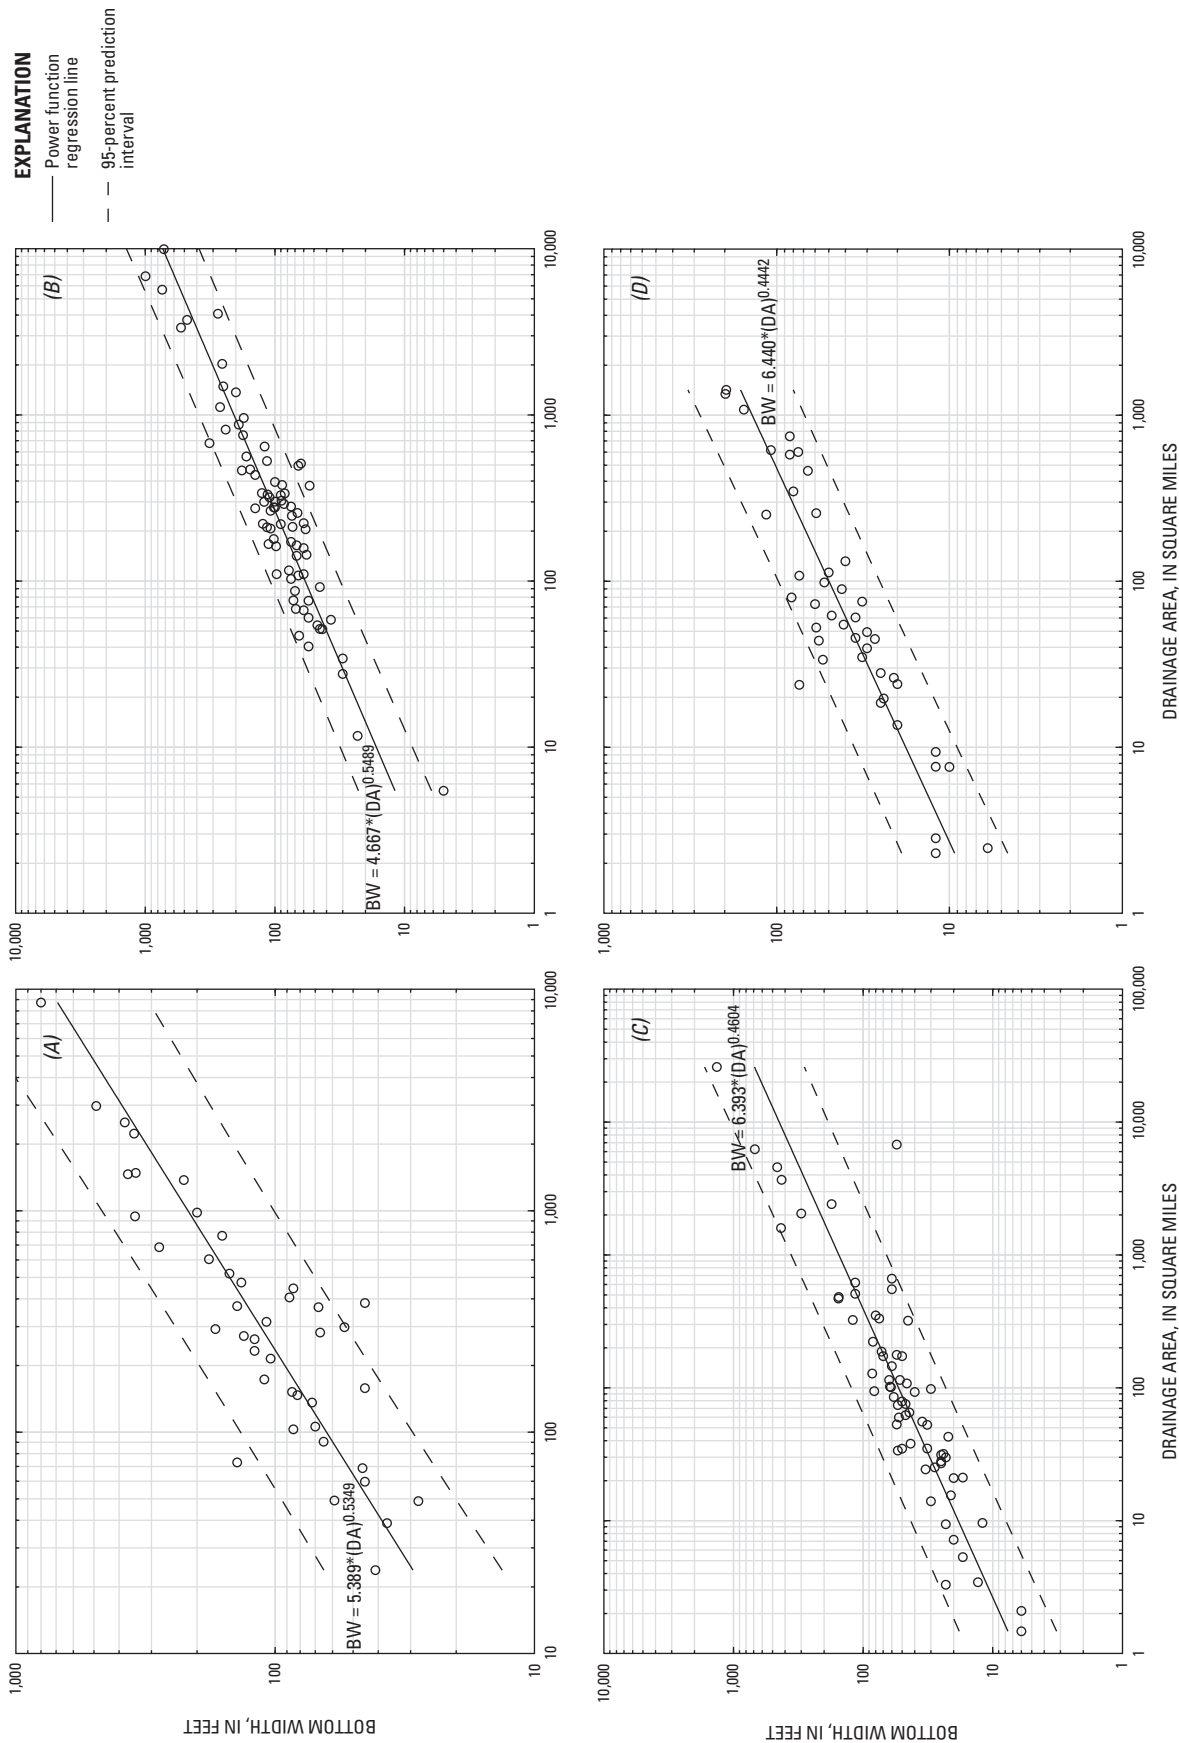 EXPLANATION
Power function
regression line
95-percent prediction
interval
BOTTOM WIDTH, IN FEET
1,000
100
10
(A)
BW = 5.389*(DA)^0.5349
10
100
1,000
10,000
10,000
1,000
100
10
1
(B)
BW = 4.667*(DA)^0.5489
1
10
100
1,000
10,000
BOTTOM WIDTH, IN FEET
10,000
1,000
100
10
1
(C)
BW = 6.393*(DA)^0.4604
1
10
100
1,000
10,000
100,000
DRAINAGE AREA, IN SQUARE MILES
1,000
100
10
1
(D)
BW = 6.440*(DA)^0.4442
1
10
100
1,000
10,000
DRAINAGE AREA, IN SQUARE MILES